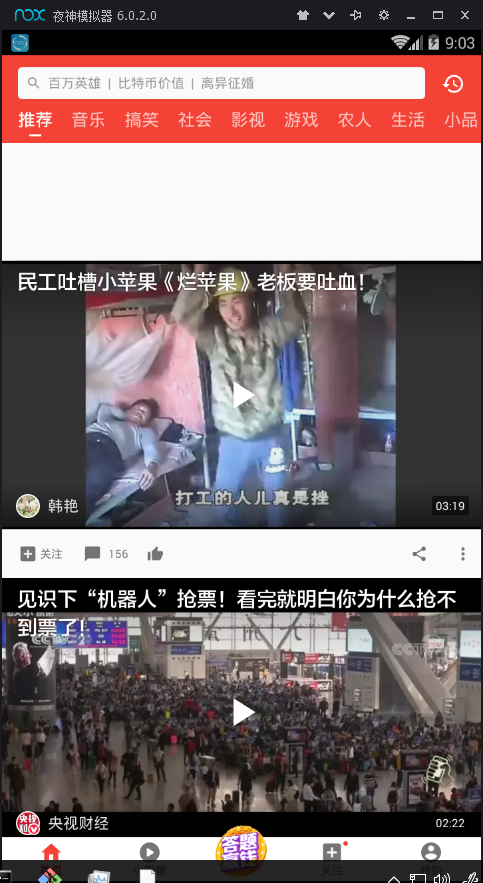 nox 夜神模拟器 6.0.2.0
9:03
百万英雄 | 比特币价值 | 离异征婚
推荐 音乐 搞笑 社会 影视 游戏 农人 生活 小品
民工吐槽小苹果《烂苹果》老板要吐血！
打工的人儿真是挫
韩艳
03:19
关注 156
见识下“机器人”抢票！看完就明白你为什么抢不
到票了！
央视财经
02:22
答题
关注